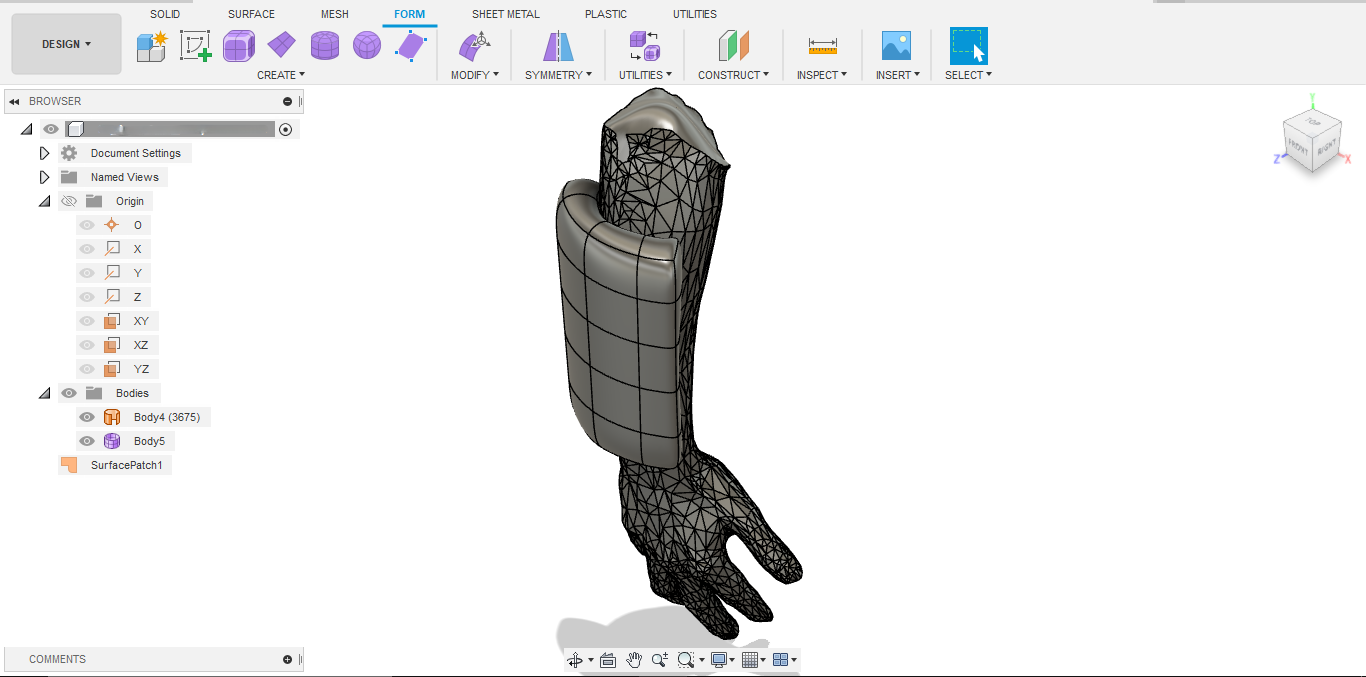 SOLID SURFACE MESH FORM SHEET METAL PLASTIC UTILITIES
DESIGN
CREATE MODIFY SYMMETRY UTILITIES CONSTRUCT INSPECT INSERT SELECT
BROWSER
Document Settings
Named Views
Origin
O
X
Y
Z
XY
XZ
YZ
Bodies
Body4 (3675)
Body5
SurfacePatch1
Y
TOP
FRONT RIGHT
Z X
COMMENTS